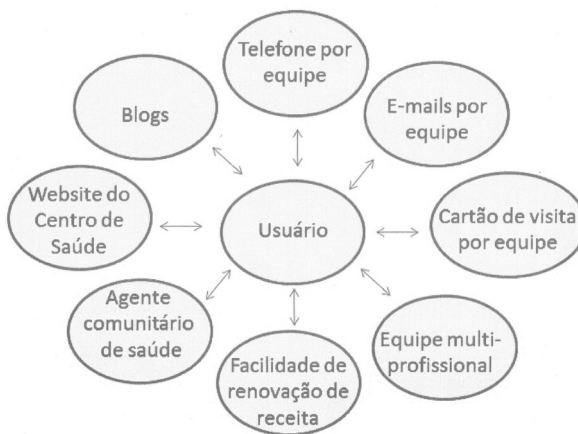 Telefone por
equipe
E-mails por
equipe
Blogs
Website do
Centro de
Saúde
Usuário
Cartão de visita
por equipe
Agente
comunitário
de saúde
Equipe multi-
profissional
Facilidade de
renovação de
receita